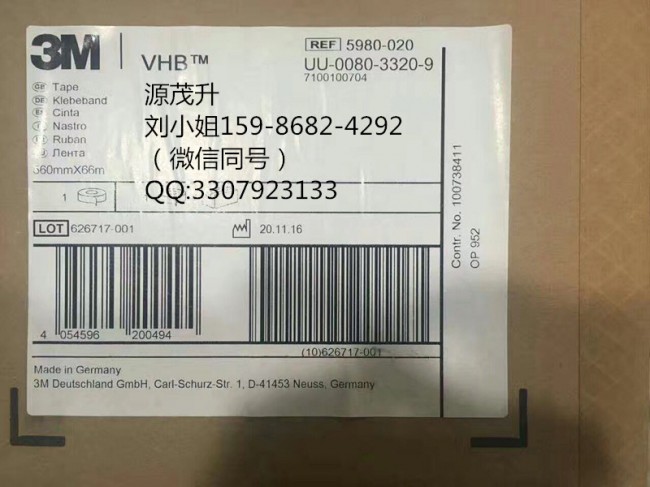 3M
VHB™
REF 5980-020
UU-0080-3320-9
7100100704
Tape
Klebeband
Cinta
Nastro
Ruban
Лента
560mmX66m
源茂升
刘小姐159-8682-4292
（微信同号）
QQ:3307923133
1
LOT 626717-001
20.11.16
4 054596 200494
(10)626717-001
Made in Germany
3M Deutschland GmbH, Carl-Schurz-Str. 1, D-41453 Neuss, Germany
Contr. No. 100738411
OP 952